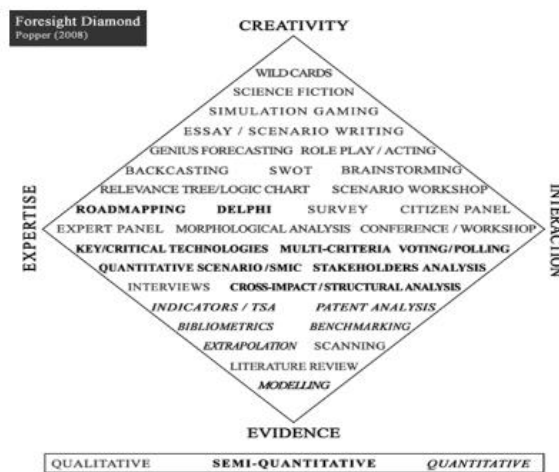 Foresight Diamond
Popper (2008)
CREATIVITY
WILD CARDS
SCIENCE FICTION
SIMULATION GAMING
ESSAY / SCENARIO WRITING
GENIUS FORECASTING ROLE PLAY / ACTING
BACKCASTING SWOT BRAINSTORMING
RELEVANCE TREE/LOGIC CHART SCENARIO WORKSHOP
ROADMAPPING DELPHI SURVEY CITIZEN PANEL
EXPERT PANEL MORPHOLOGICAL ANALYSIS CONFERENCE / WORKSHOP
KEY/CRITICAL TECHNOLOGIES MULTI-CRITERIA VOTING/POLLING
QUANTITATIVE SCENARIO/SMIC STAKEHOLDERS ANALYSIS
INTERVIEWS CROSS-IMPACT / STRUCTURAL ANALYSIS
INDICATORS / TSA PATENT ANALYSIS
BIBLIOMETRICS BENCHMARKING
EXTRAPOLATION SCANNING
LITERATURE REVIEW
MODELLING
EXPERTISE
INTERACTION
EVIDENCE
QUALITATIVE SEMI-QUANTITATIVE QUANTITATIVE